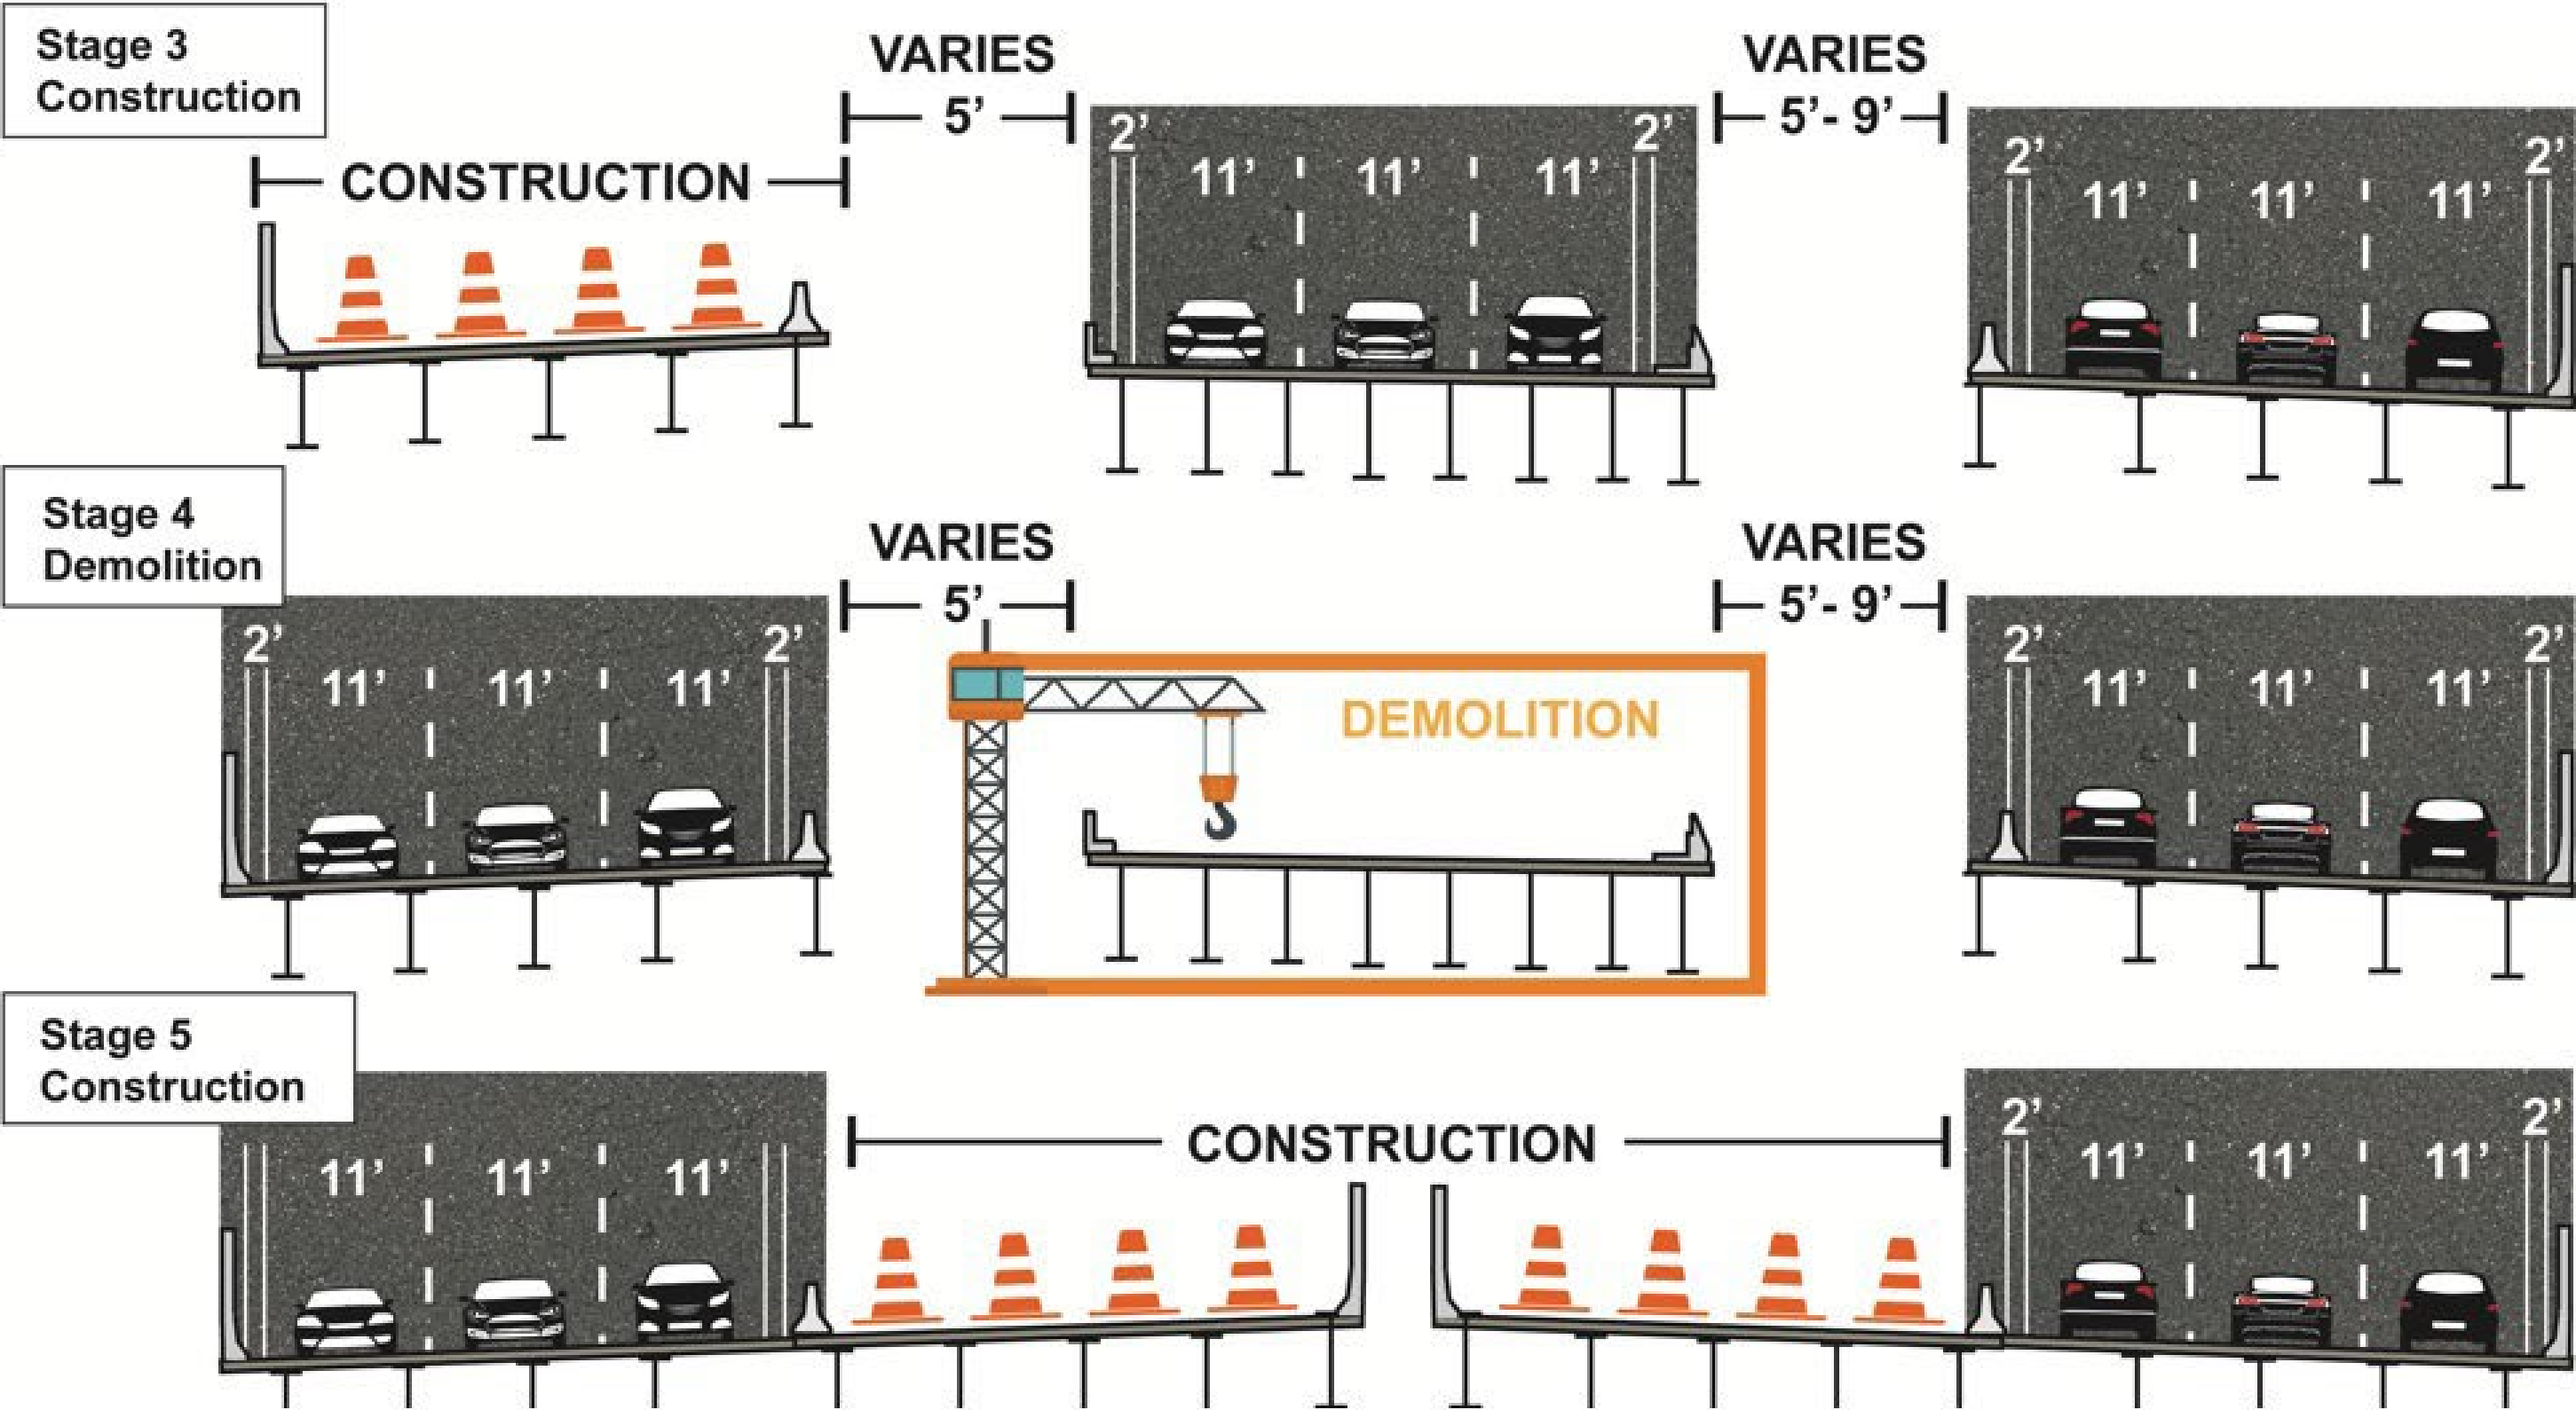 Stage 3
Construction
VARIES
5’
VARIES
5’- 9’
CONSTRUCTION
2’
11’
11’
11’
2’
2’
11’
11’
11’
2’
Stage 4
Demolition
VARIES
5’
VARIES
5’- 9’
2’
11’
11’
11’
2’
DEMOLITION
2’
11’
11’
11’
2’
Stage 5
Construction
11’
11’
11’
CONSTRUCTION
2’
11’
11’
11’
2’